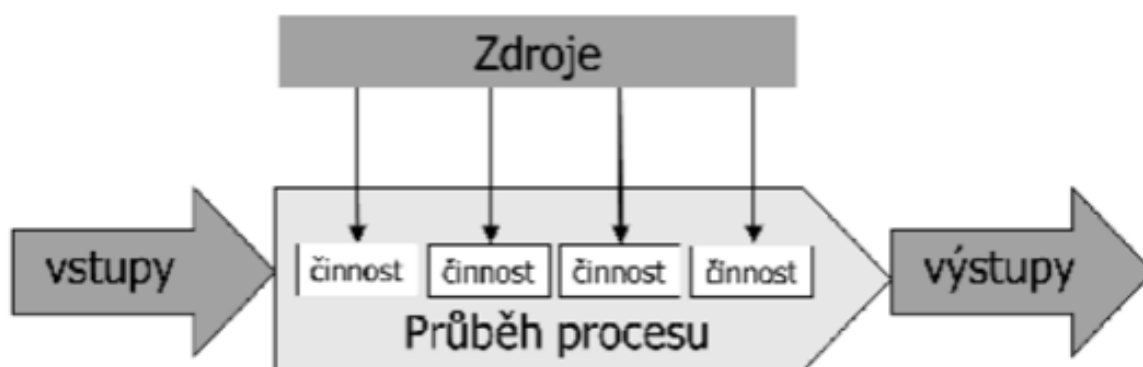 Zdroje
vstupy
činnost
činnost
činnost
činnost
Průběh procesu
výstupy